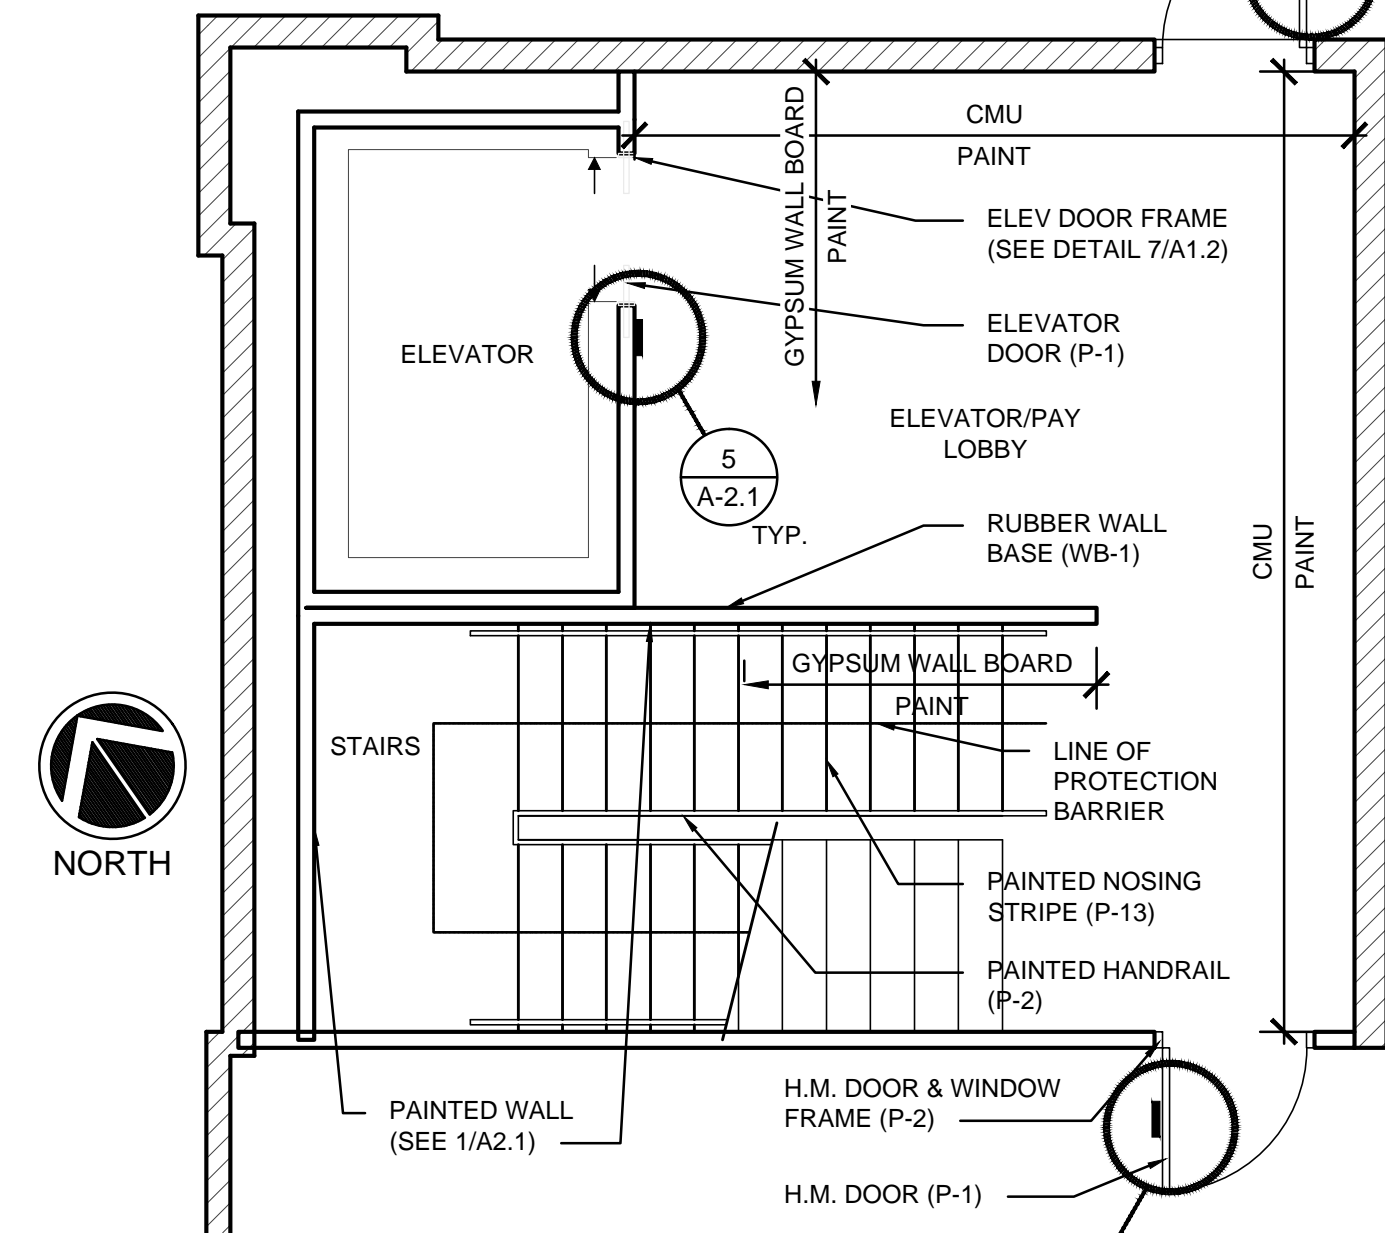 CMU
PAINT
GYPSUM WALL BOARD
PAINT
ELEV DOOR FRAME
(SEE DETAIL 7/A1.2)
ELEVATOR
DOOR (P-1)
ELEVATOR
ELEVATOR/PAY
LOBBY
5
A-2.1
TYP.
RUBBER WALL
BASE (WB-1)
CMU
PAINT
GYPSUM WALL BOARD
PAINT
STAIRS
LINE OF
PROTECTION
BARRIER
NORTH
PAINTED NOSING
STRIPE (P-13)
PAINTED HANDRAIL
(P-2)
PAINTED WALL
(SEE 1/A2.1)
H.M. DOOR & WINDOW
FRAME (P-2)
H.M. DOOR (P-1)